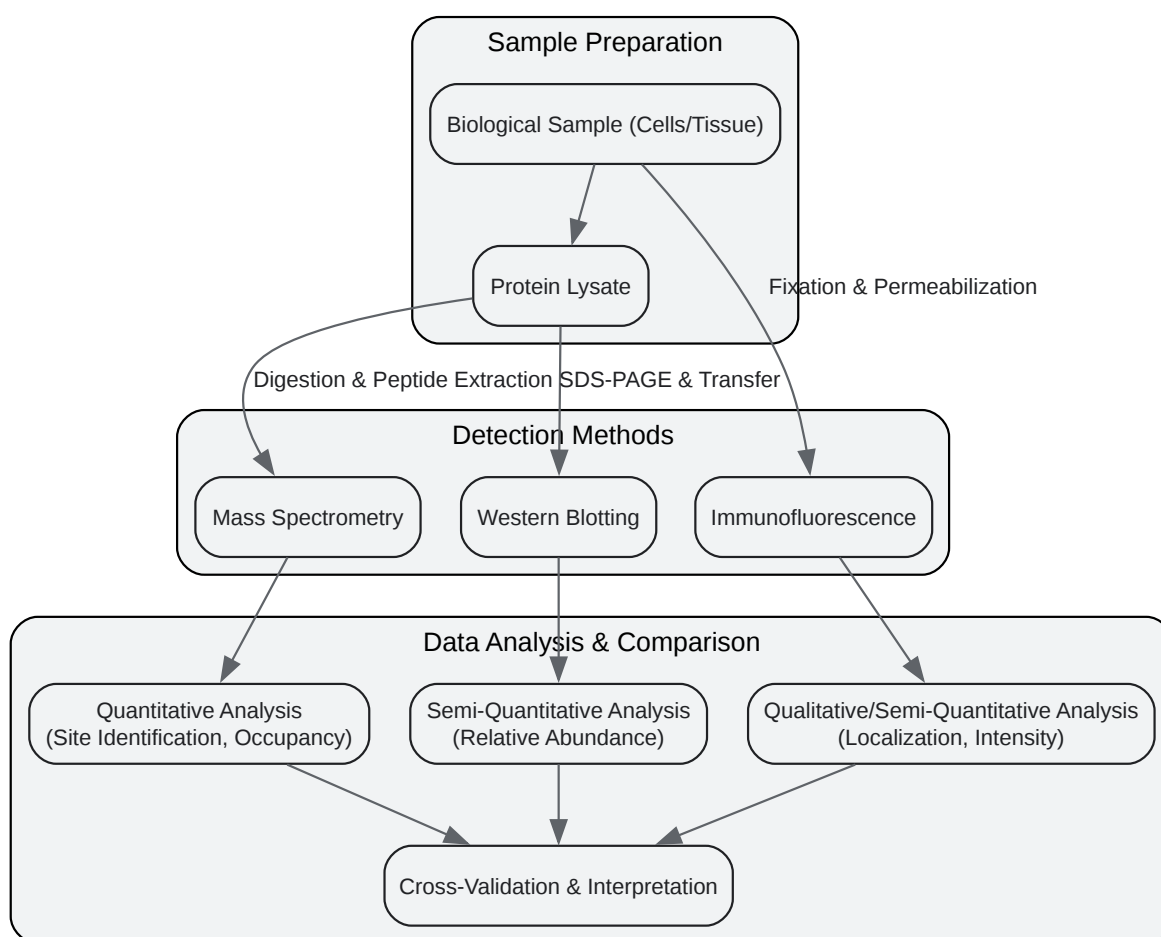 Sample Preparation
Biological Sample (Cells/Tissue)
Protein Lysate
Fixation & Permeabilization
Digestion & Peptide Extraction
SDS-PAGE & Transfer
Detection Methods
Mass Spectrometry
Western Blotting
Immunofluorescence
Data Analysis & Comparison
Quantitative Analysis
(Site Identification, Occupancy)
Semi-Quantitative Analysis
(Relative Abundance)
Qualitative/Semi-Quantitative Analysis
(Localization, Intensity)
Cross-Validation & Interpretation